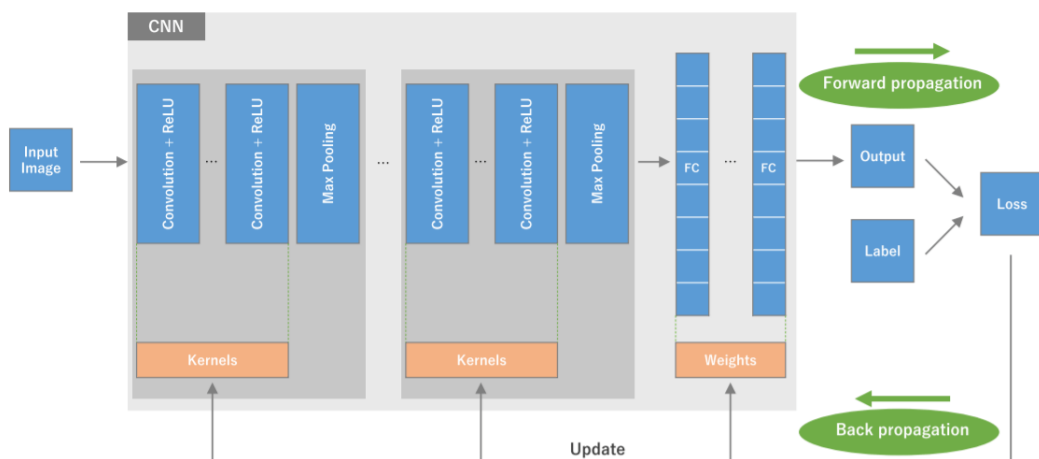 CNN
Forward propagation
Input
Image
Convolution + ReLU
...
Convolution + ReLU
Max Pooling
...
Convolution + ReLU
...
Convolution + ReLU
Max Pooling
FC
...
FC
Output
Label
Loss
Kernels
Kernels
Weights
Back propagation
Update